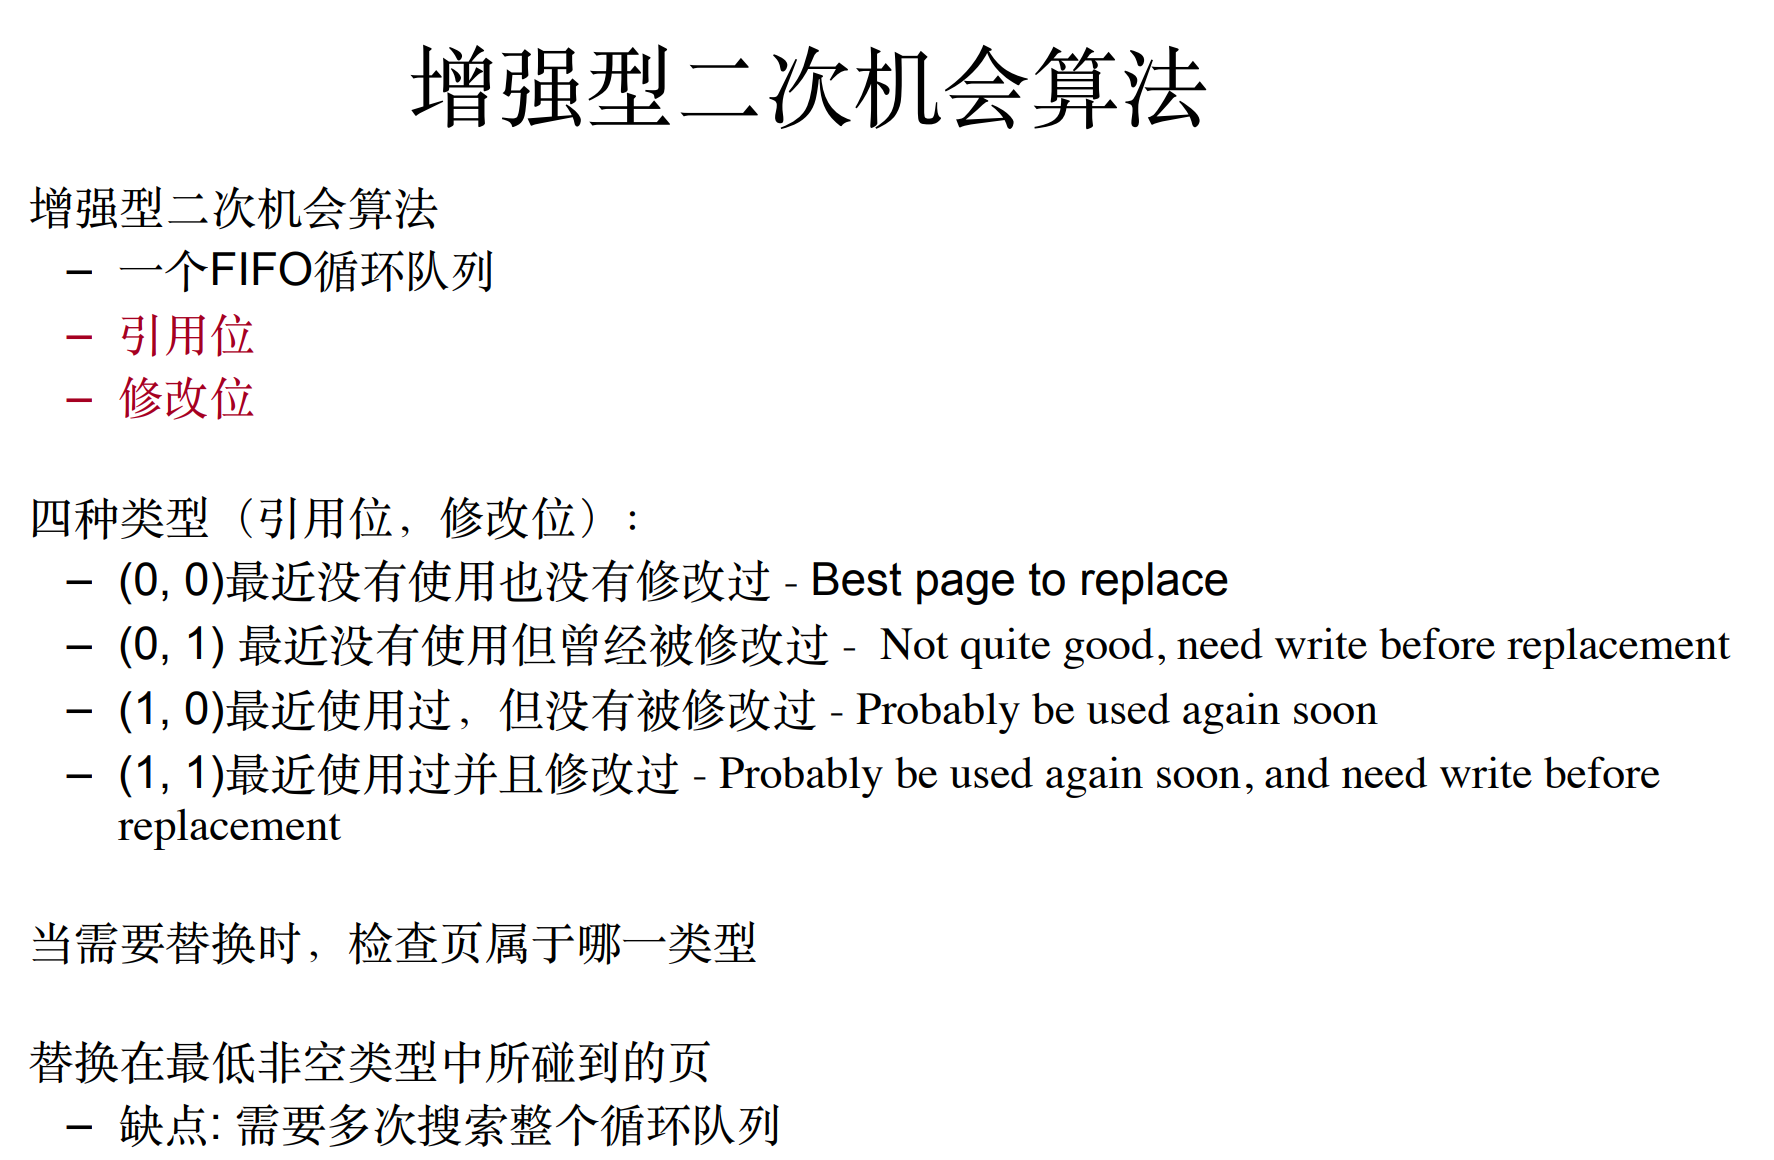 增强型二次机会算法
增强型二次机会算法
– 一个FIFO循环队列
– 引用位
– 修改位
四种类型（引用位，修改位）：
– (0, 0)最近没有使用也没有修改过 - Best page to replace
– (0, 1) 最近没有使用但曾经被修改过 - Not quite good, need write before replacement
– (1, 0)最近使用过，但没有被修改过 - Probably be used again soon
– (1, 1)最近使用过并且修改过 - Probably be used again soon, and need write before
replacement
当需要替换时，检查页属于哪一类型
替换在最低非空类型中所碰到的页
– 缺点: 需要多次搜索整个循环队列